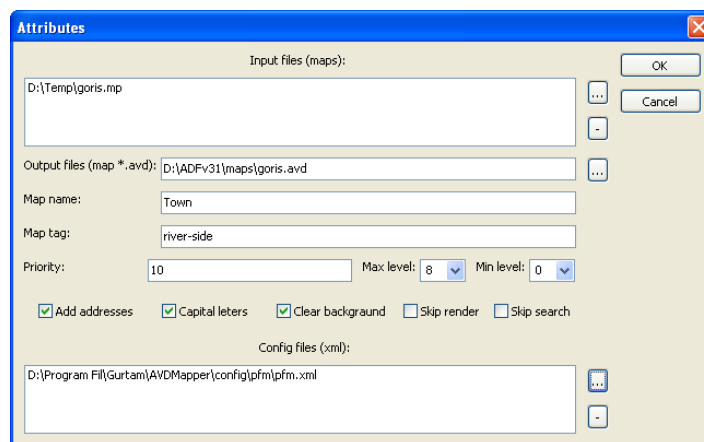 Attributes
Input files (maps):
OK
D:\Temp\goris.mp
...
Cancel
-
Output files (map *.avd): D:\ADFv31\maps\goris.avd ...
Map name: Town
Map tag: river-side
Priority: 10 Max level: 8 Min level: 0
Add addresses Capital leters Clear background Skip render Skip search
Config files (xml):
D:\Program Fil\Gurtam\AVDMapper\config\pfm\pfm.xml
...
-